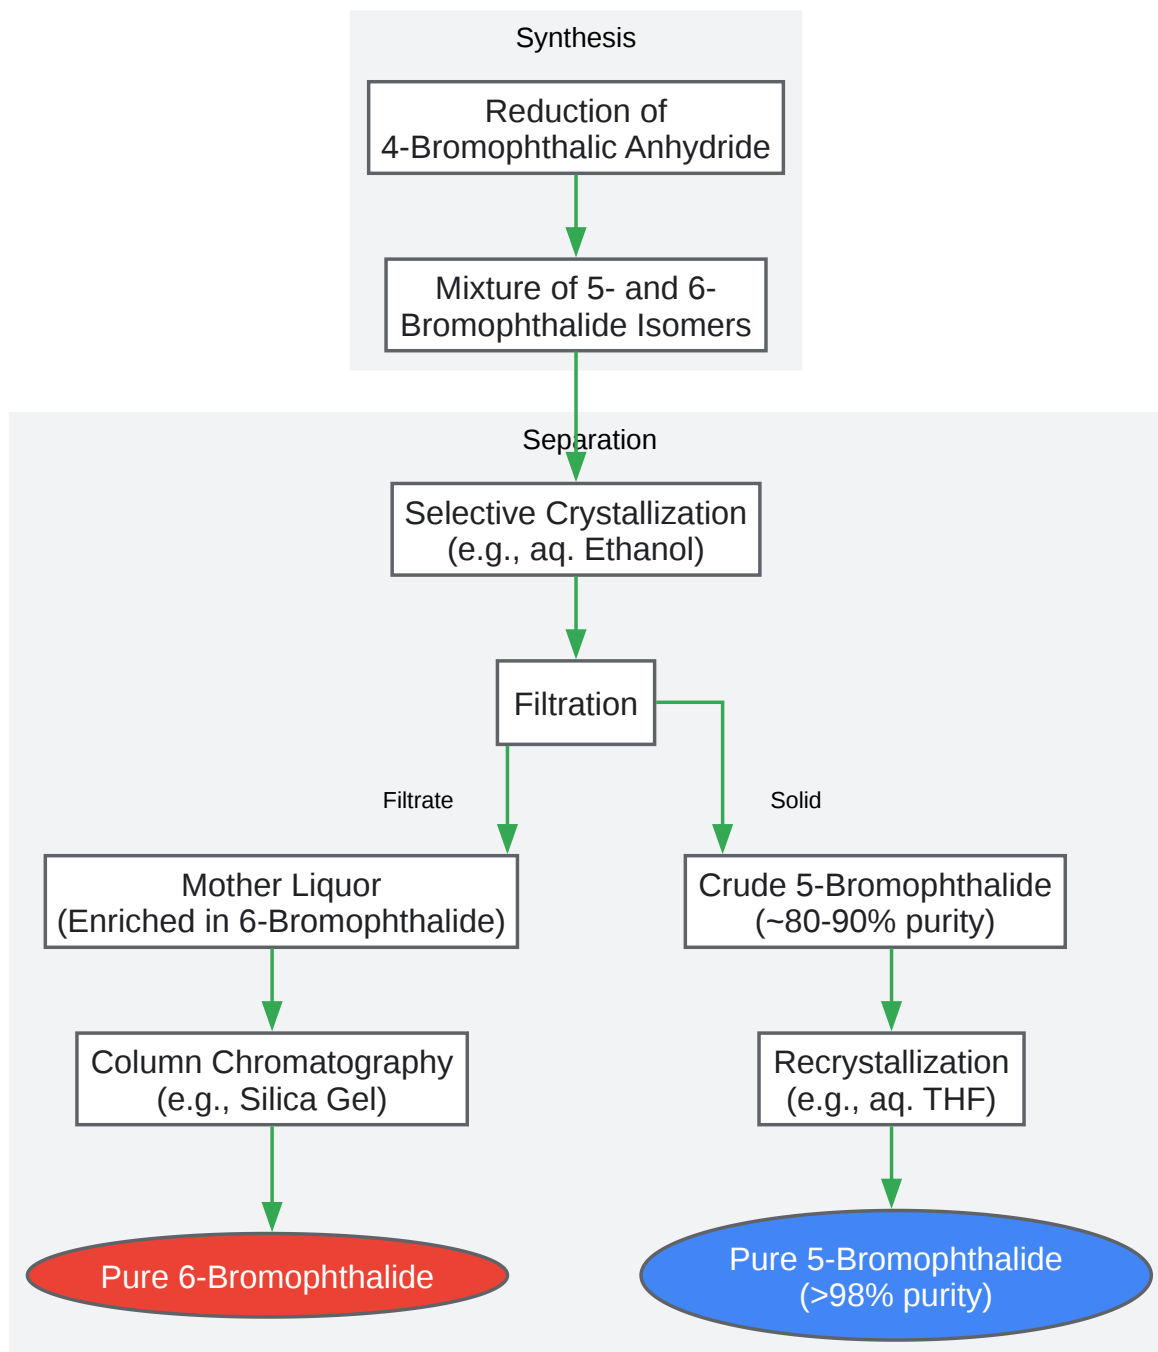 Synthesis
Reduction of
4-Bromophthalic Anhydride
Mixture of 5- and 6-
Bromophthalide Isomers
Separation
Selective Crystallization
(e.g., aq. Ethanol)
Filtration
Filtrate
Solid
Mother Liquor
(Enriched in 6-Bromophthalide)
Crude 5-Bromophthalide
(~80-90% purity)
Column Chromatography
(e.g., Silica Gel)
Recrystallization
(e.g., aq. THF)
Pure 6-Bromophthalide
Pure 5-Bromophthalide
(>98% purity)